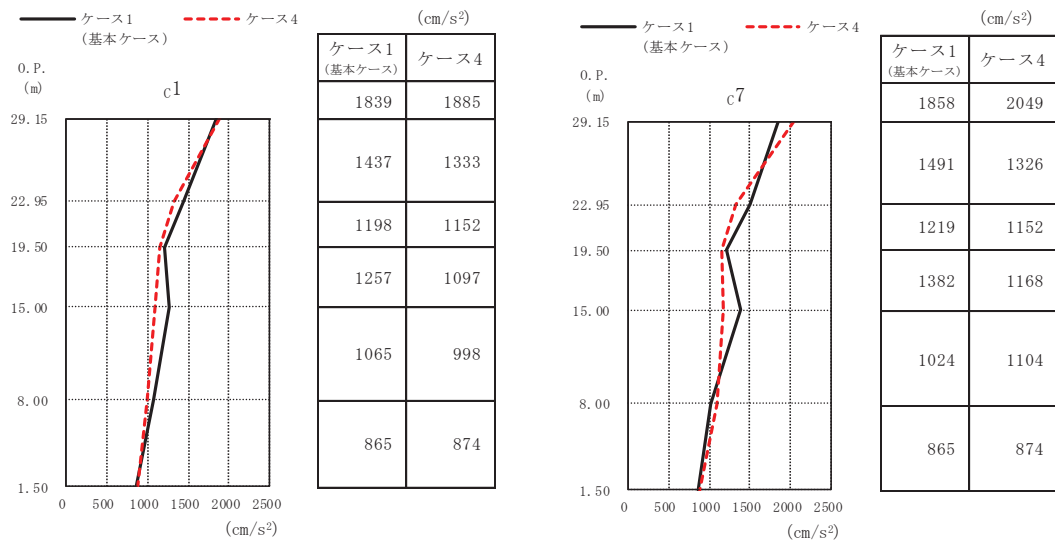 ケース1
(基本ケース)
ケース4
(cm/s²)
ケース1
(基本ケース)
ケース4
O.P.
(m)
C1
1839 1885
29.15
1437 1333
22.95
1198 1152
19.50
1257 1097
15.00
1065 998
8.00
865 874
1.50
0 500 1000 1500 2000 2500
(cm/s²)
ケース1
(基本ケース)
ケース4
(cm/s²)
ケース1
(基本ケース)
ケース4
O.P.
(m)
C7
1858 2049
29.15
1491 1326
22.95
1219 1152
19.50
1382 1168
15.00
1024 1104
8.00
865 874
1.50
0 500 1000 1500 2000 2500
(cm/s²)